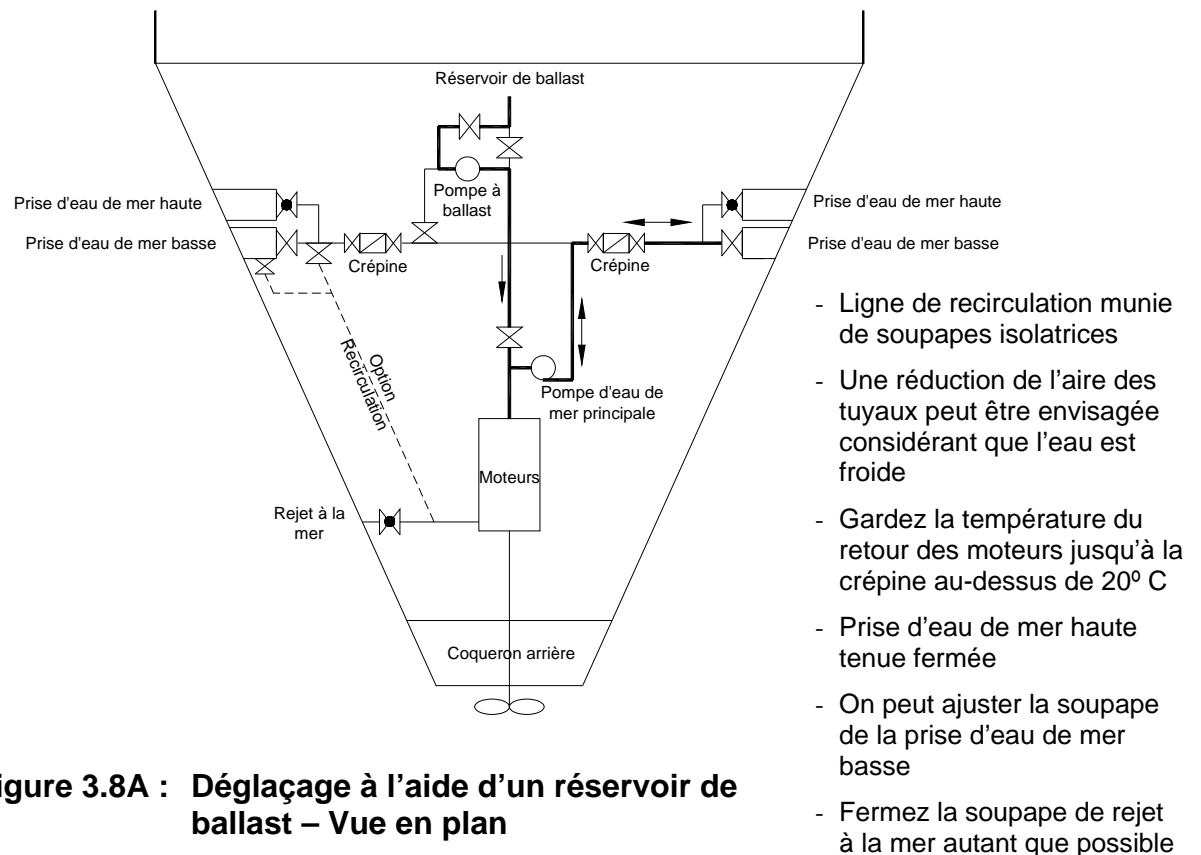 Réservoir de ballast
Prise d'eau de mer haute
Pompe à
ballast
Prise d'eau de mer haute
Prise d'eau de mer basse
Crépine
Crépine
Prise d'eau de mer basse
Option
Recirculation
Pompe d'eau de
mer principale
Moteurs
Rejet à la
mer
Coqueron arrière
- Ligne de recirculation munie
de soupapes isolatrices
- Une réduction de l'aire des
tuyaux peut être envisagée
considérant que l'eau est
froide
- Gardez la température du
retour des moteurs jusqu'à la
crépine au-dessus de 20º C
- Prise d'eau de mer haute
tenue fermée
- On peut ajuster la soupape
de la prise d'eau de mer
basse
- Fermez la soupape de rejet
à la mer autant que possible
igure 3.8A : Déglaçage à l'aide d'un réservoir de
ballast – Vue en plan